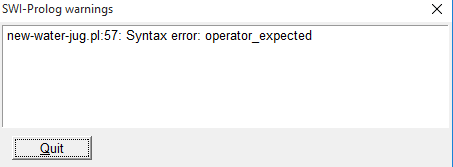 SWI-Prolog warnings
new-water-jug.pl:57: Syntax error: operator_expected
Quit